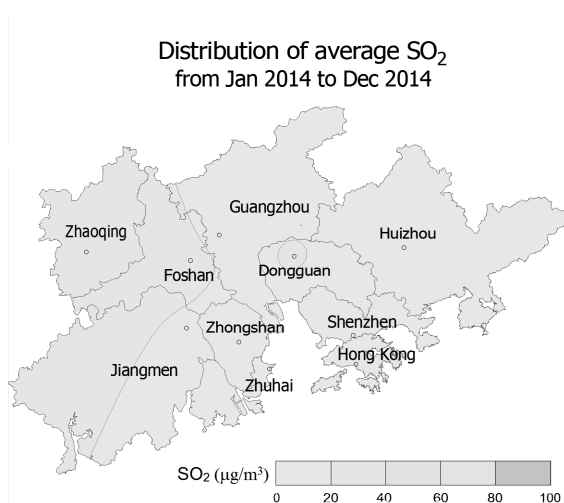 Distribution of average SO₂
from Jan 2014 to Dec 2014
Guangzhou
Zhaoqing
Huizhou
Foshan
Dongguan
Zhongshan
Shenzhen
Jiangmen
Hong Kong
Zhuhai
SO₂ (μg/m³)
0 20 40 60 80 100